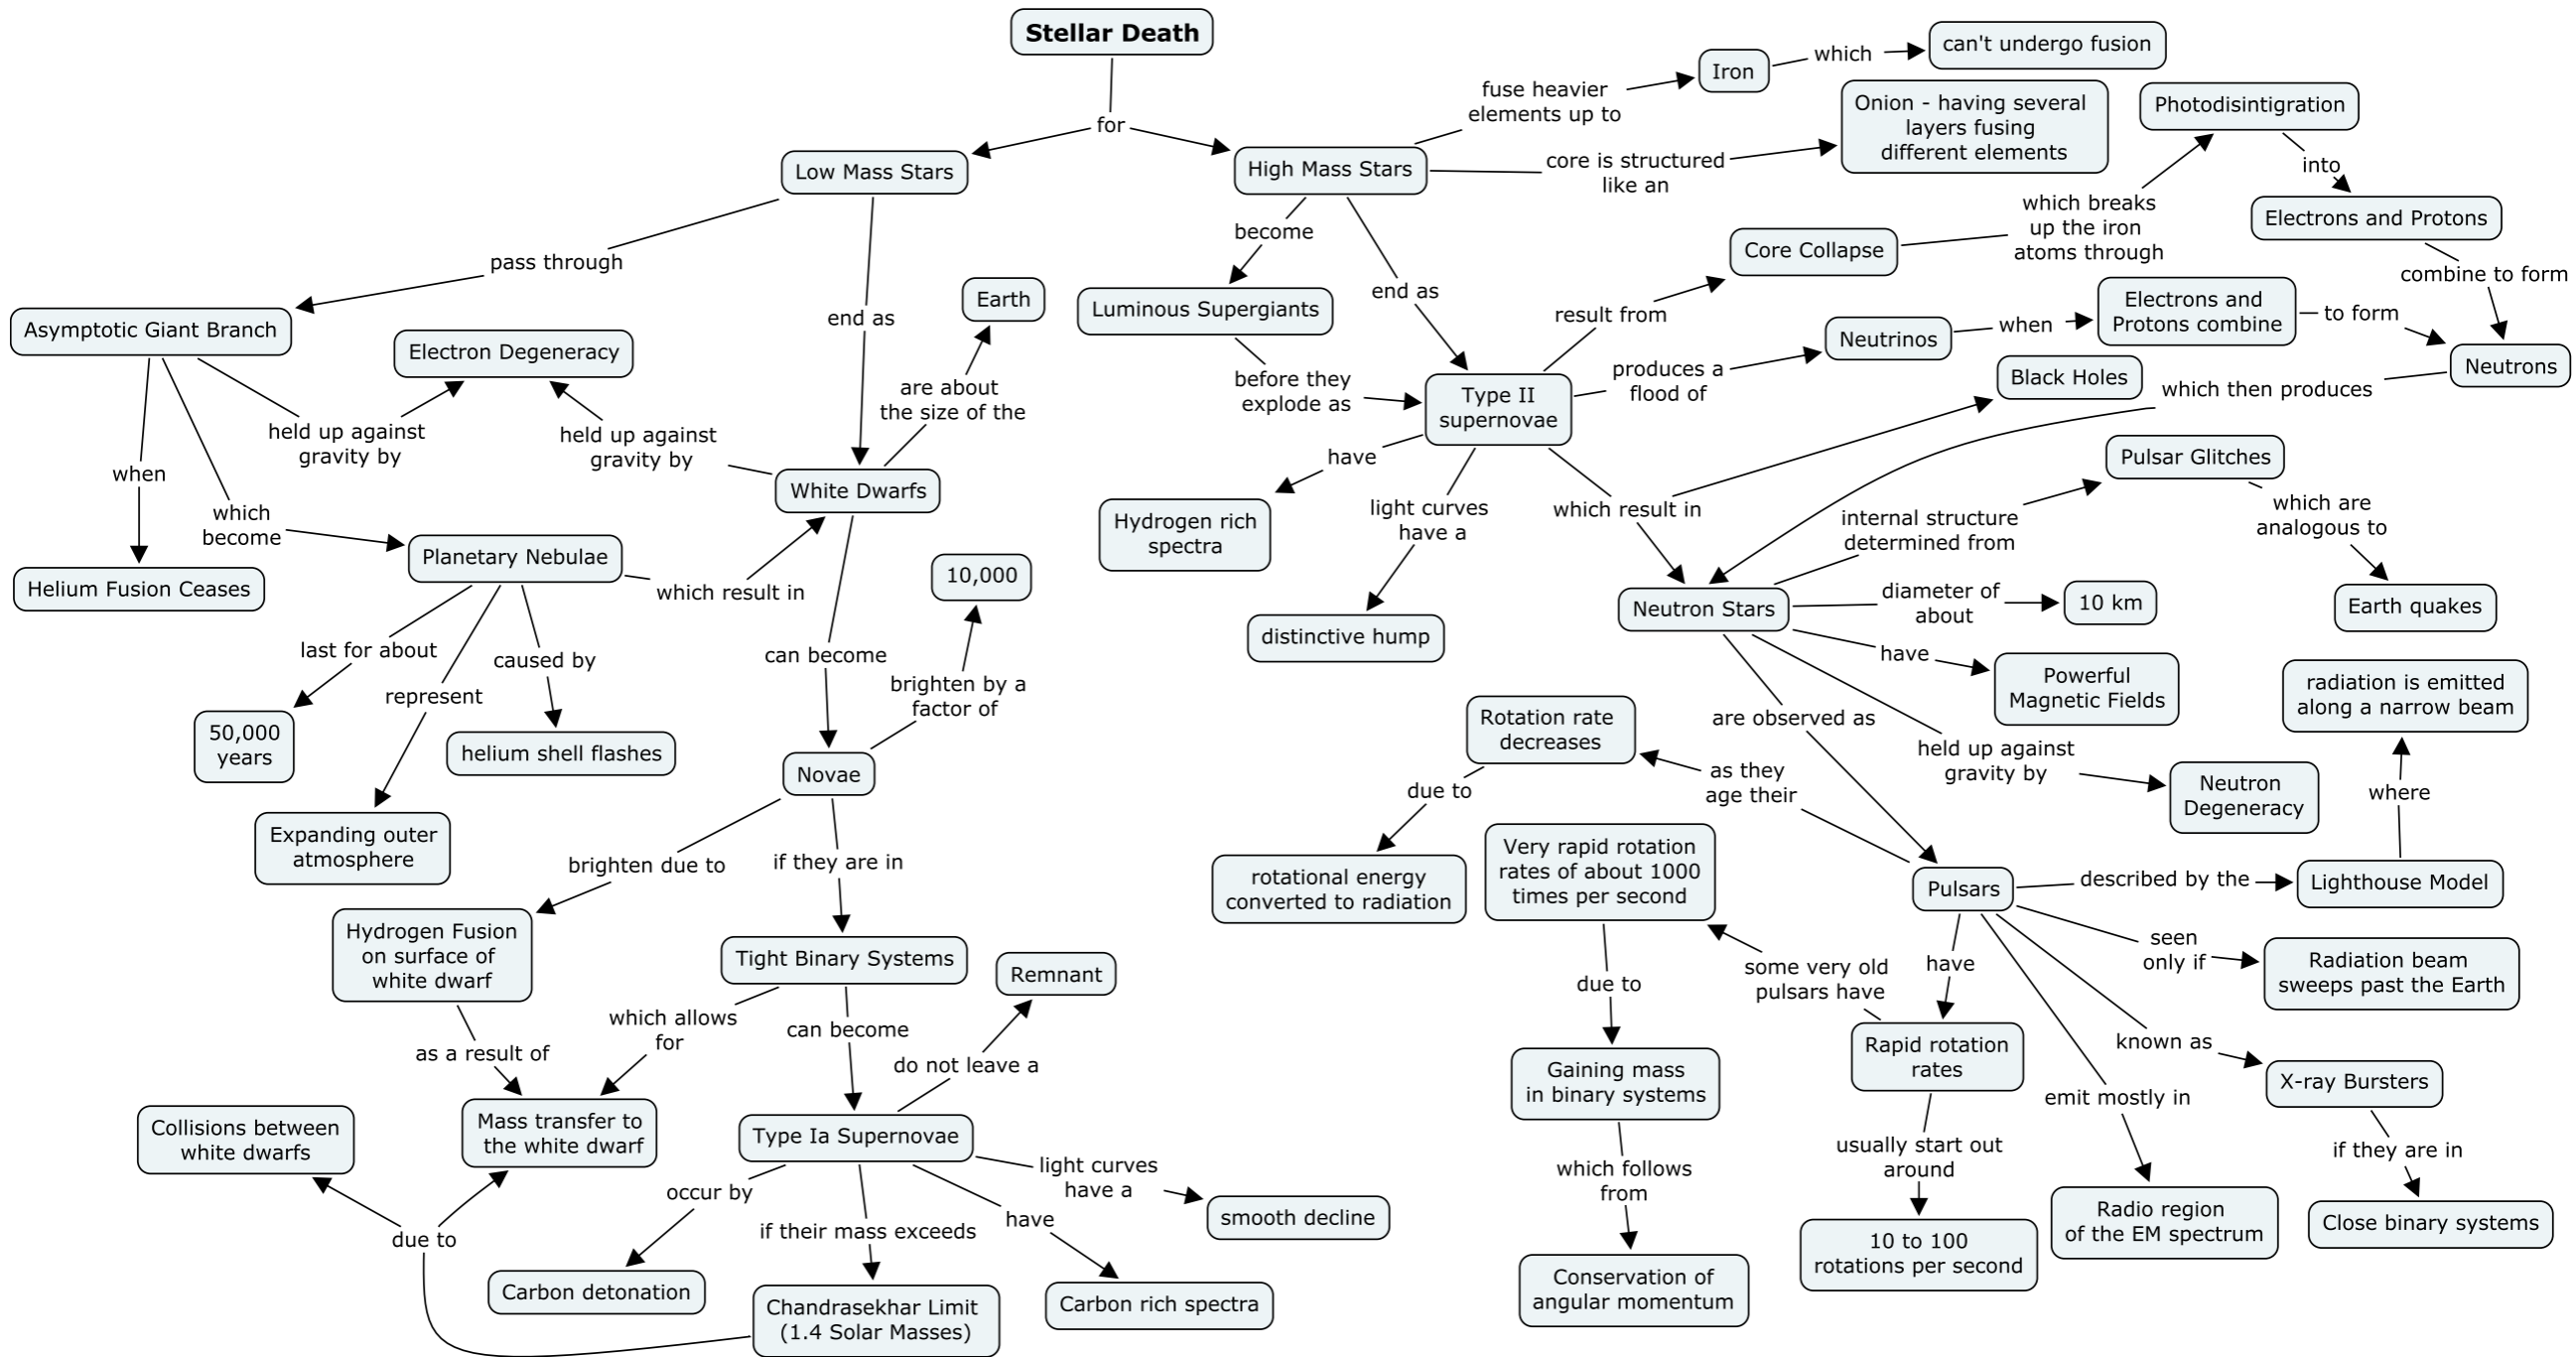 Stellar Death
for
Low Mass Stars
High Mass Stars
fuse heavier
elements up to
Iron
which
can't undergo fusion
core is structured
like an
Onion - having several
layers fusing
different elements
Photodisintigration
into
Electrons and Protons
combine to form
Neutrons
which breaks
up the iron
atoms through
Core Collapse
result from
become
Luminous Supergiants
before they
explode as
end as
Type II
supernovae
produces a
flood of
Neutrinos
when
Electrons and
Protons combine
to form
Black Holes
which then produces
have
Hydrogen rich
spectra
light curves
have a
distinctive hump
which result in
Neutron Stars
internal structure
determined from
Pulsar Glitches
which are
analogous to
Earth quakes
diameter of
about
10 km
have
Powerful
Magnetic Fields
held up against
gravity by
Neutron
Degeneracy
are observed as
Pulsars
as they
age their
Rotation rate
decreases
due to
rotational energy
converted to radiation
described by the
Lighthouse Model
where
radiation is emitted
along a narrow beam
seen
only if
Radiation beam
sweeps past the Earth
known as
X-ray Bursters
if they are in
Close binary systems
emit mostly in
Radio region
of the EM spectrum
have
Rapid rotation
rates
usually start out
around
10 to 100
rotations per second
some very old
pulsars have
Very rapid rotation
rates of about 1000
times per second
due to
Gaining mass
in binary systems
which follows
from
Conservation of
angular momentum
pass through
Asymptotic Giant Branch
when
Helium Fusion Ceases
held up against
gravity by
Electron Degeneracy
held up against
gravity by
which
become
Planetary Nebulae
last for about
50,000
years
represent
Expanding outer
atmosphere
caused by
helium shell flashes
which result in
end as
White Dwarfs
are about
the size of the
Earth
can become
Novae
brighten by a
factor of
10,000
brighten due to
Hydrogen Fusion
on surface of
white dwarf
as a result of
Mass transfer to
the white dwarf
if they are in
Tight Binary Systems
which allows
for
can become
Type Ia Supernovae
do not leave a
Remnant
light curves
have a
smooth decline
have
Carbon rich spectra
if their mass exceeds
Chandrasekhar Limit
(1.4 Solar Masses)
occur by
Carbon detonation
due to
Collisions between
white dwarfs